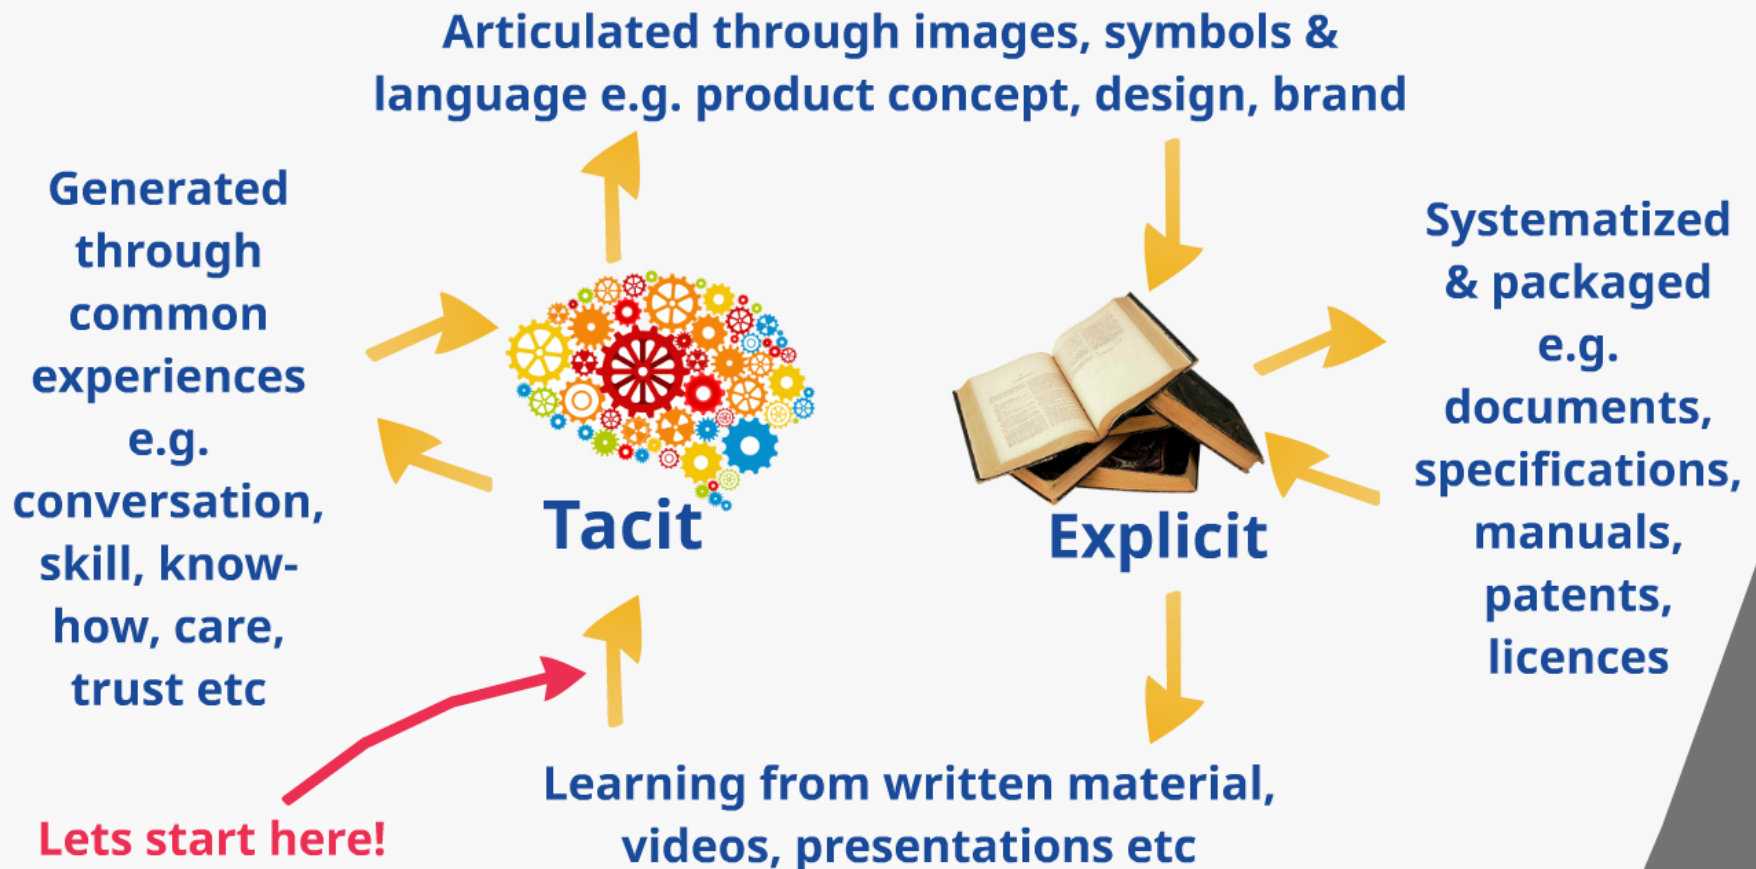 Articulated through images, symbols &
language e.g. product concept, design, brand
Generated
through
common
experiences
e.g.
conversation,
skill, know-
how, care,
trust etc
Tacit
Explicit
Systematized
& packaged
e.g.
documents,
specifications,
manuals,
patents,
licences
Lets start here!
Learning from written material,
videos, presentations etc